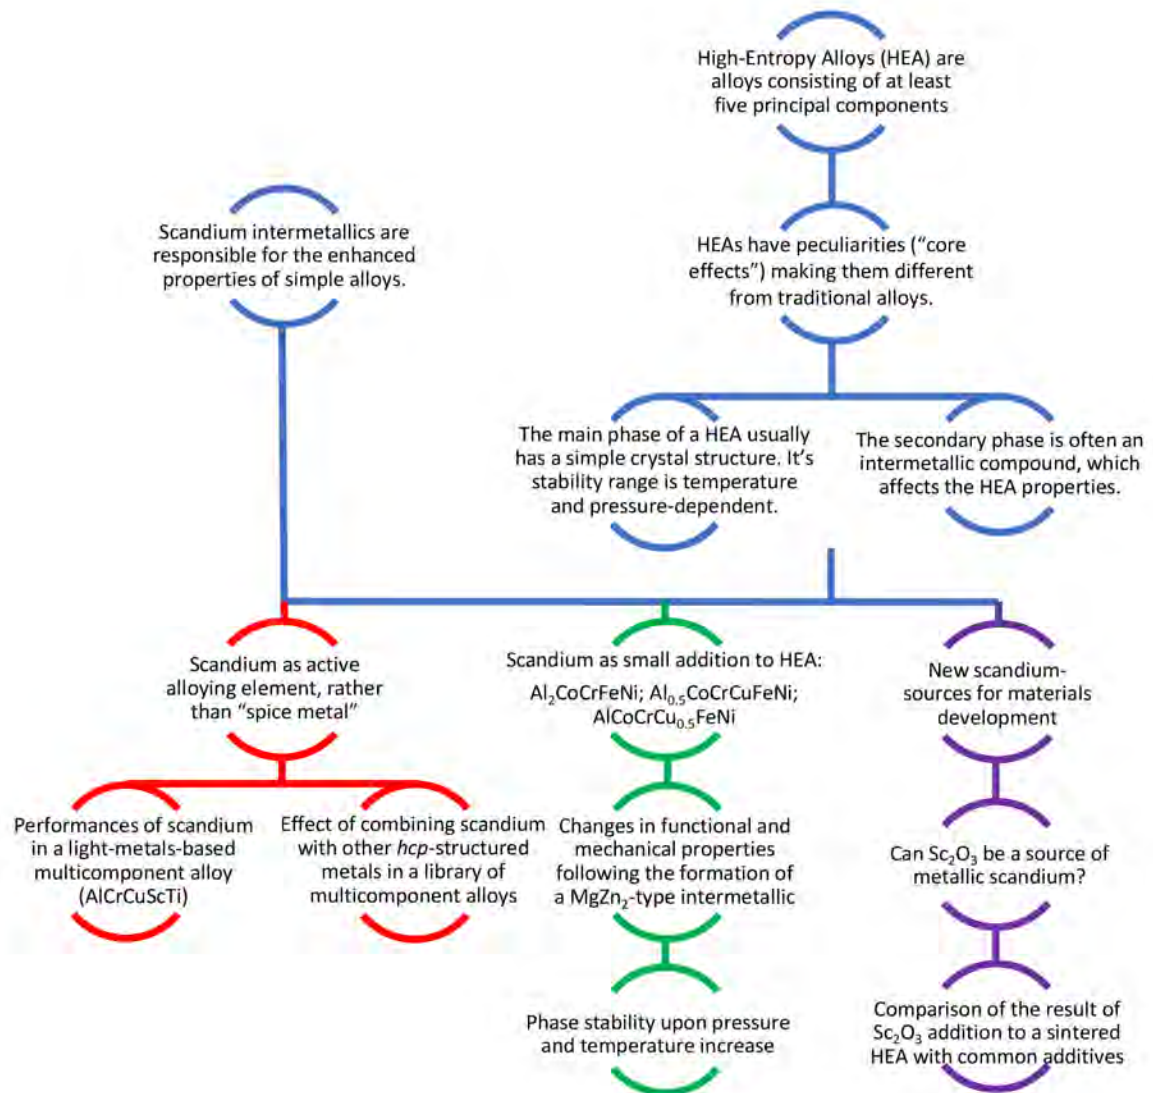 High-Entropy Alloys (HEA) are
alloys consisting of at least
five principal components
Scandium intermetallics are
responsible for the enhanced
properties of simple alloys.
HEAs have peculiarities (“core
effects”) making them different
from traditional alloys.
The main phase of a HEA usually
has a simple crystal structure. It’s
stability range is temperature
and pressure-dependent.
The secondary phase is often an
intermetallic compound, which
affects the HEA properties.
Scandium as active
alloying element, rather
than “spice metal”
Scandium as small addition to HEA:
Al₂CoCrFeNi; Al₀.₅CoCrCuFeNi;
AlCoCrCu₀.₅FeNi
New scandium-
sources for materials
development
Performances of scandium
in a light-metals-based
multicomponent alloy
(AlCrCuScTi)
Effect of combining scandium
with other hcp-structured
metals in a library of
multicomponent alloys
Changes in functional and
mechanical properties
following the formation of
a MgZn₂-type intermetallic
Can Sc₂O₃ be a source of
metallic scandium?
Phase stability upon pressure
and temperature increase
Comparison of the result of
Sc₂O₃ addition to a sintered
HEA with common additives